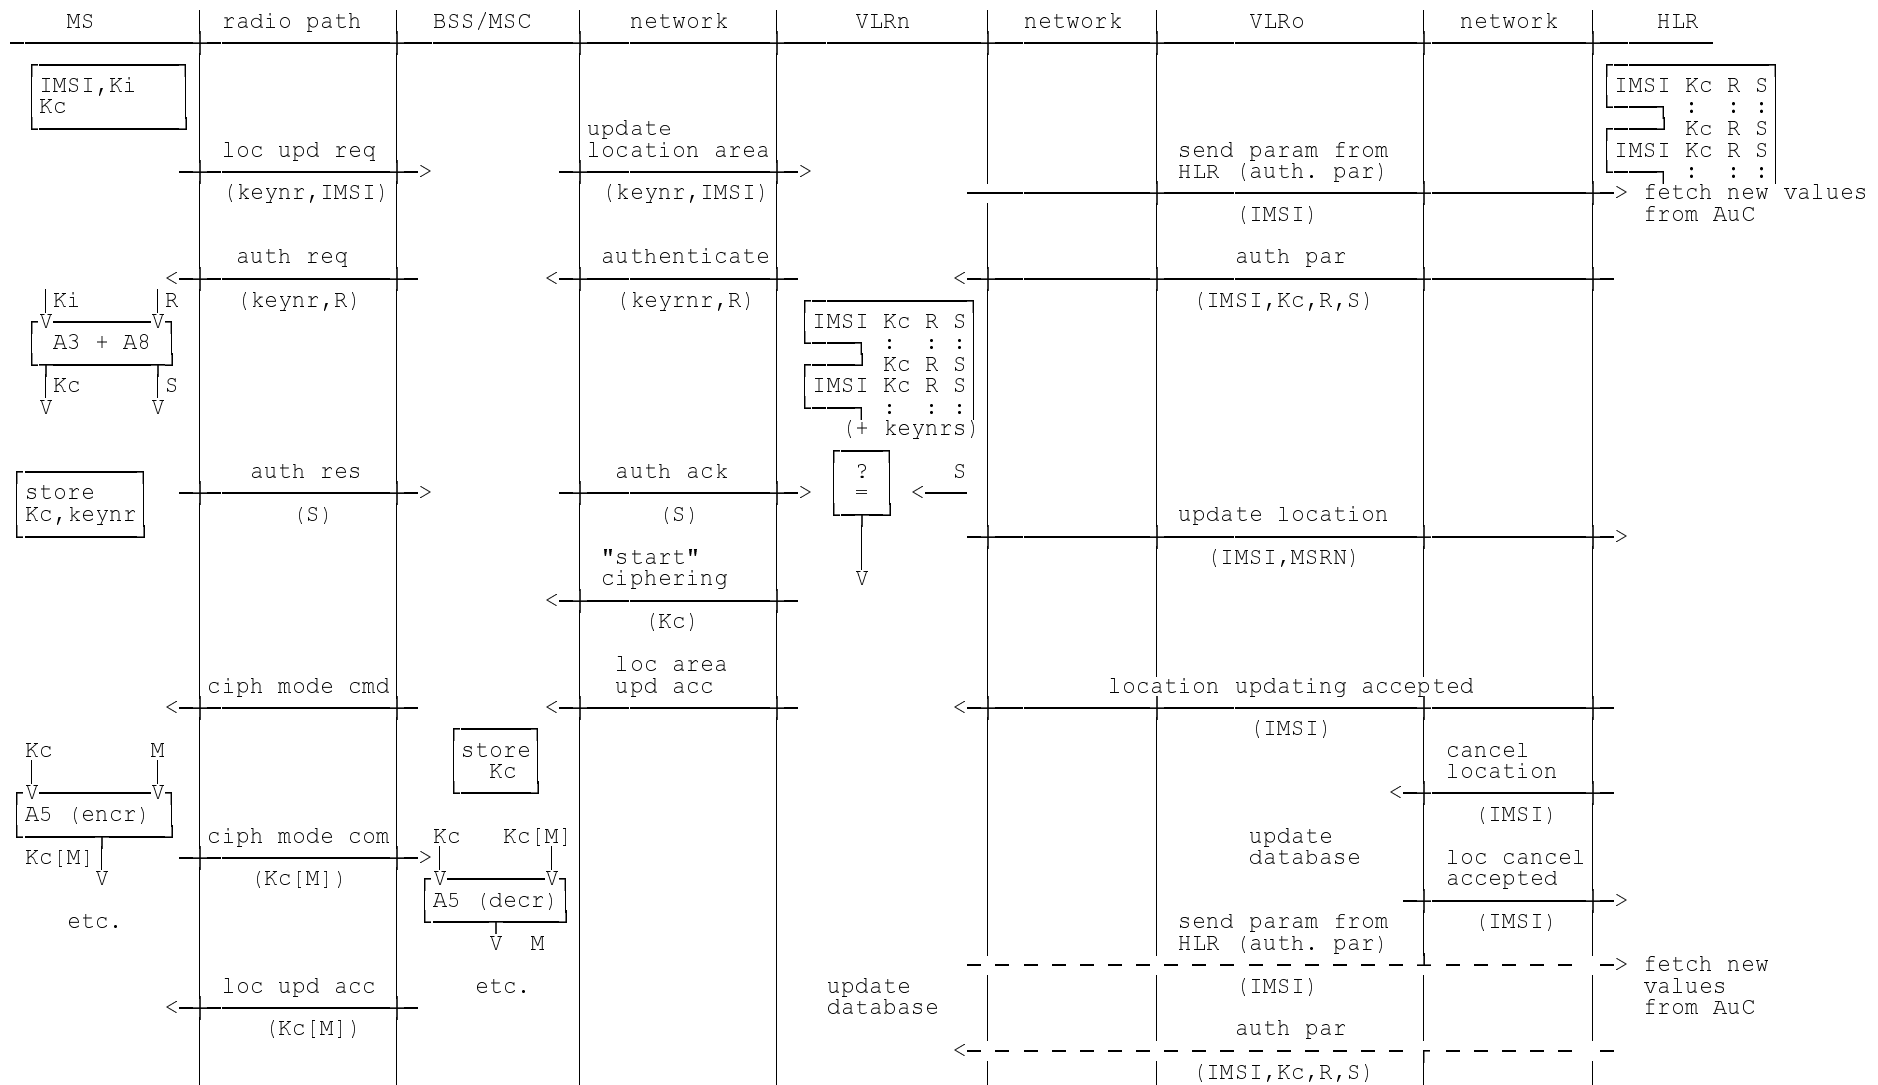 MS radio path BSS/MSC network VLRn network VLRo network HLR
IMSI,Ki IMSI Kc R S
Kc : : :
update Kc R S
loc upd req location area send param from IMSI Kc R S
HLR (auth. par) : : :
(keynr,IMSI) (keynr,IMSI) > fetch new values
(IMSI) from AuC
auth req authenticate auth par
Ki R (keynr,R) (keyrnr,R) (IMSI,Kc,R,S)
IMSI Kc R S
A3 + A8 : : :
Kc R S
Kc S IMSI Kc R S
V V : : :
(+ keynrs)
auth res auth ack ? S
store =
Kc,keynr (S) (S) update location
"start" (IMSI,MSRN)
ciphering V
(Kc)
loc area
ciph mode cmd upd acc location updating accepted
(IMSI)
Kc M store cancel
Kc location
A5 (encr) (IMSI)
ciph mode com Kc Kc[M] update
Kc[M] database loc cancel
V (Kc[M]) V V accepted
A5 (decr)
etc. send param from (IMSI)
V M HLR (auth. par)
fetch new
loc upd acc etc. update (IMSI) values
database from AuC
(Kc[M]) auth par
(IMSI,Kc,R,S)